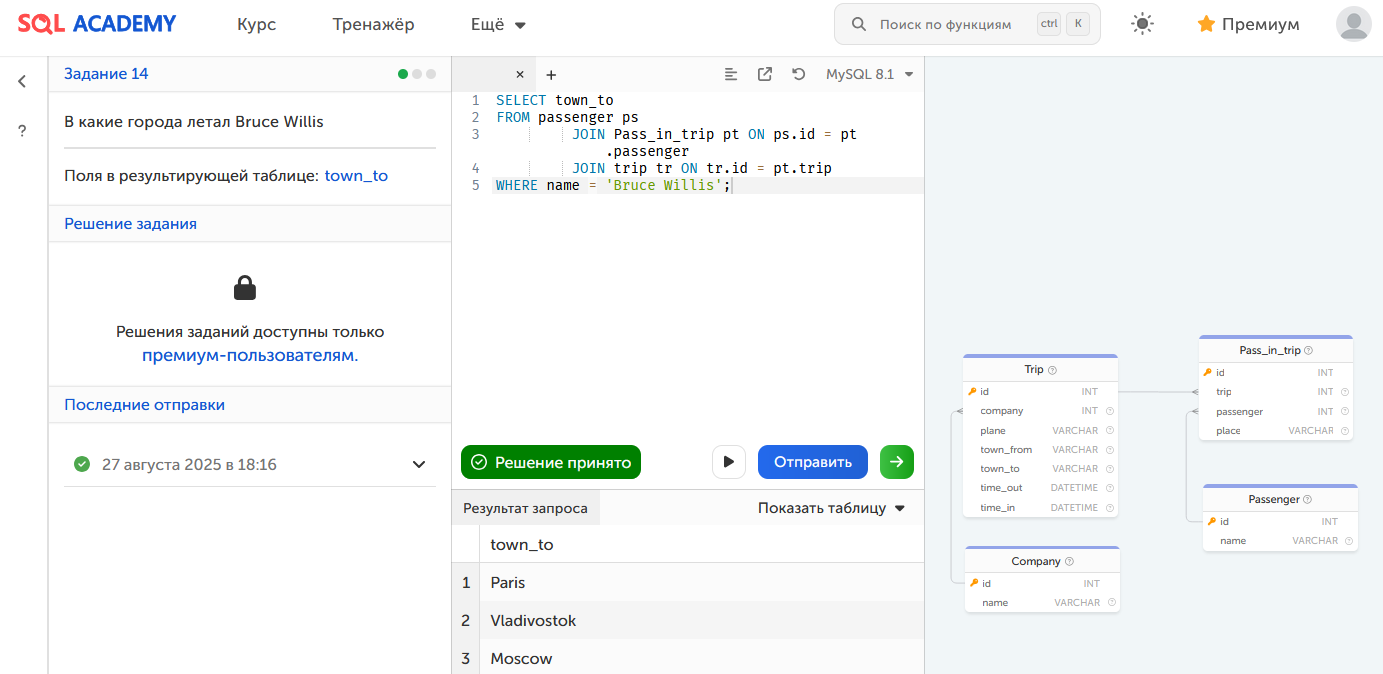 SQL ACADEMY
Курс
Тренажёр
Ещё
Поиск по функциям
ctrl
K
Премиум
?
Задание 14
В какие города летал Bruce Willis
Поля в результирующей таблице: town_to
Решение задания
Решения заданий доступны только
премиум-пользователям.
Последние отправки
27 августа 2025 в 18:16
× +
MySQL 8.1
1 SELECT town_to
2 FROM passenger ps
3 JOIN Pass_in_trip pt ON ps.id = pt
.passenger
4 JOIN trip tr ON tr.id = pt.trip
5 WHERE name = 'Bruce Willis';
Решение принято
Отправить
Результат запроса
Показать таблицу
town_to
1 Paris
2 Vladivostok
3 Moscow
Trip
id INT
company INT
plane VARCHAR
town_from VARCHAR
town_to VARCHAR
time_out DATETIME
time_in DATETIME
Company
id INT
name VARCHAR
Pass_in_trip
id INT
trip INT
passenger INT
place VARCHAR
Passenger
id INT
name VARCHAR